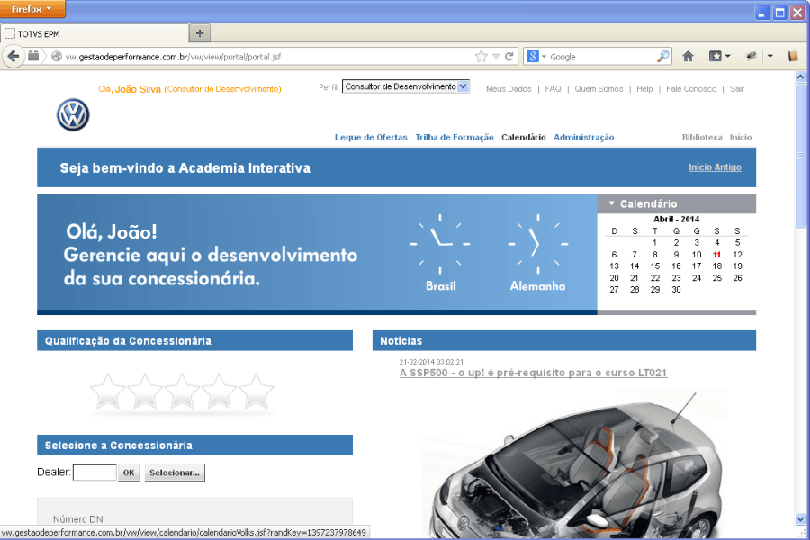 Firefox
TOTVS EPM
vw.gestaodeperformance.com.br/vw/view/portal/portal.jsf
Google
Olá, João Silva (Consultor de Desenvolvimento)
Perfil Consultor de Desenvolvimento
Meus Dados | FAQ | Quem Somos | Help | Fale Conosco | Sair
Leque de Ofertas Trilha de Formação Calendário Administração Biblioteca Início
Seja bem-vindo a Academia Interativa
Início Antigo
Olá, João!
Gerencie aqui o desenvolvimento
da sua concessionária.
Brasil Alemanha
Calendário
Abril - 2014
D S T Q Q S S
1 2 3 4 5
6 7 8 9 10 11 12
13 14 15 16 17 18 19
20 21 22 23 24 25 26
27 28 29 30
Qualificação da Concessionária
Notícias
21-02-2014 03:02:21
A SSP500 - o up! é pré-requisito para o curso LT021
Selecione a Concessionária
Dealer: OK Selecionar...
Número DN
vw.gestaodeperformance.com.br/vw/view/calendario/calendarioVolks.jsf?randKey=1397237978649